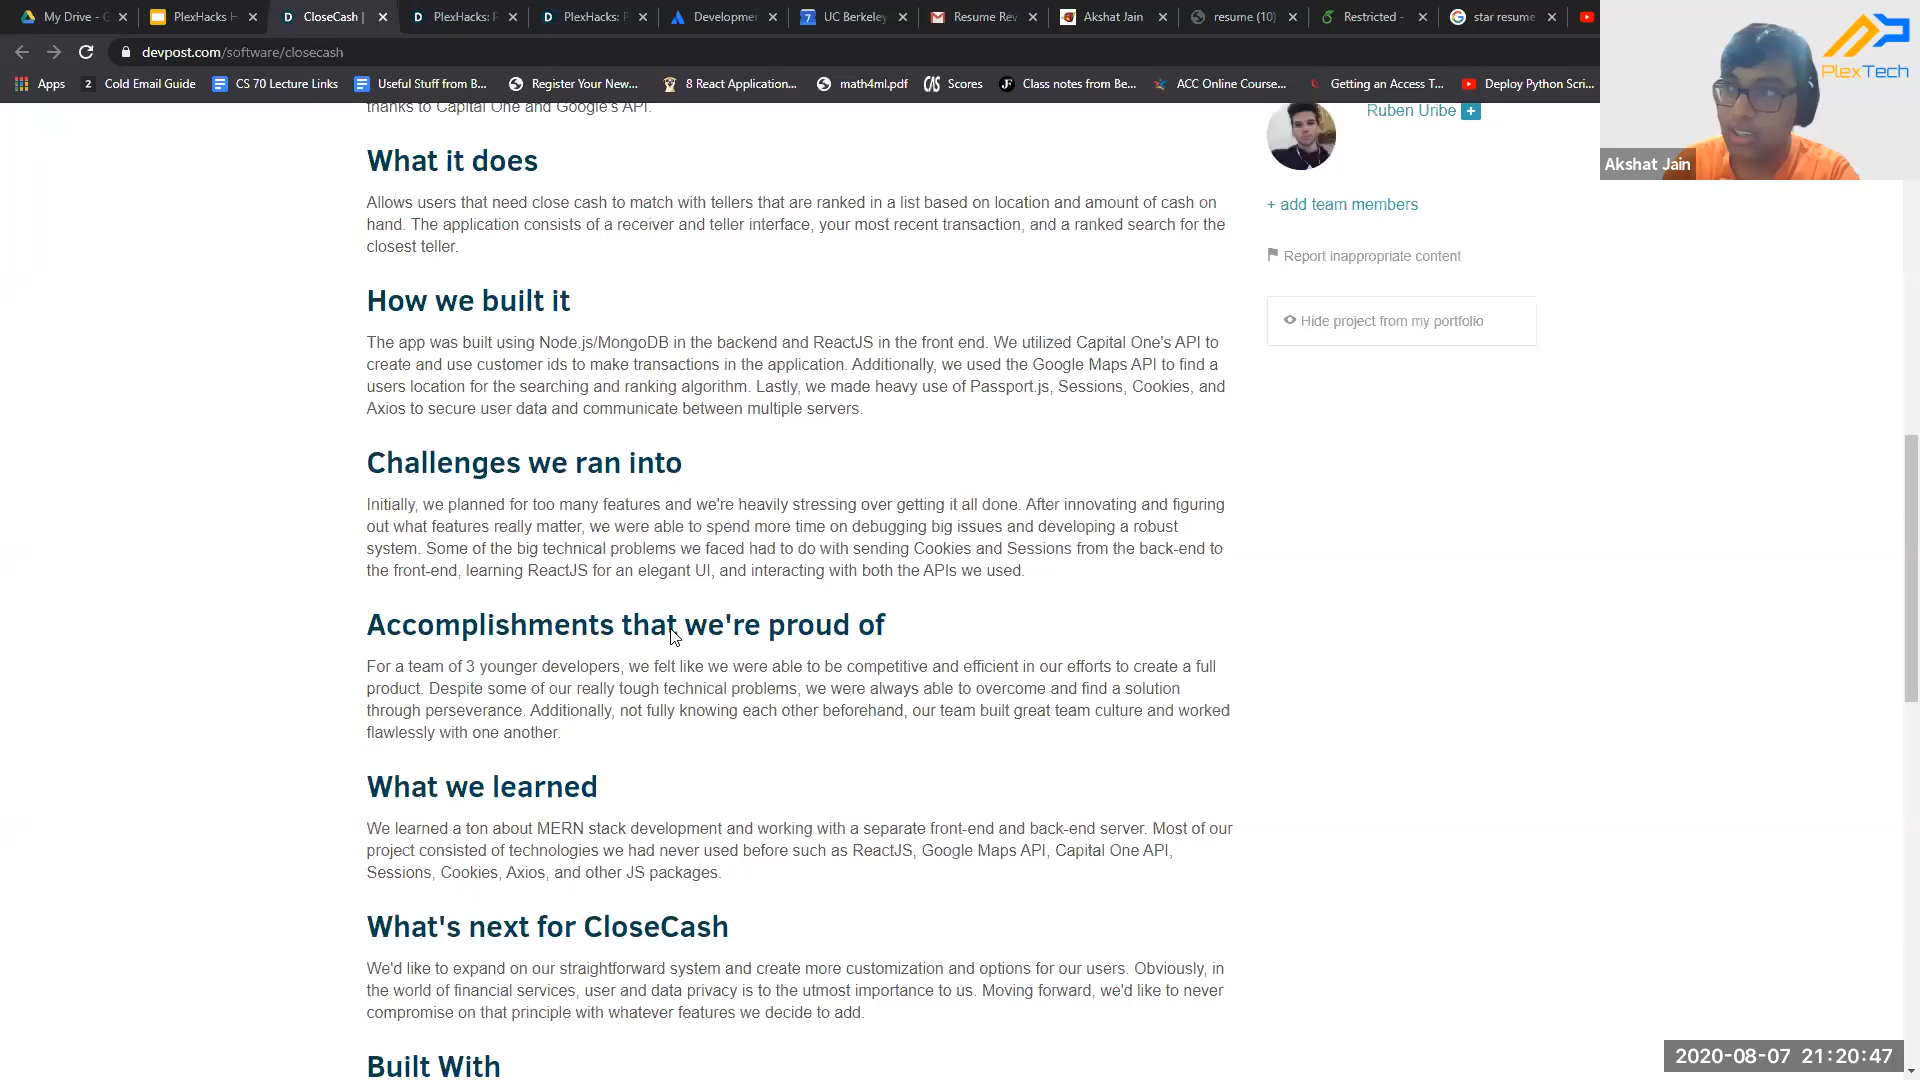 My Drive - G
PlexHacks H
CloseCash |
PlexHacks: F
PlexHacks: F
Developmen
UC Berkeley
Resume Rev
Akshat Jain
resume (10)
Restricted -
star resume
devpost.com/software/closecash
Apps
Cold Email Guide
CS 70 Lecture Links
Useful Stuff from B...
Register Your New...
8 React Application...
math4ml.pdf
Scores
Class notes from Be...
ACC Online Course...
Getting an Access T...
Deploy Python Scri...
PlexTech
Akshat Jain
thanks to Capital One and Google's API.
Ruben Uribe
What it does
Allows users that need close cash to match with tellers that are ranked in a list based on location and amount of cash on
hand. The application consists of a receiver and teller interface, your most recent transaction, and a ranked search for the
closest teller.
+ add team members
Report inappropriate content
Hide project from my portfolio
How we built it
The app was built using Node.js/MongoDB in the backend and ReactJS in the front end. We utilized Capital One's API to
create and use customer ids to make transactions in the application. Additionally, we used the Google Maps API to find a
users location for the searching and ranking algorithm. Lastly, we made heavy use of Passport.js, Sessions, Cookies, and
Axios to secure user data and communicate between multiple servers.
Challenges we ran into
Initially, we planned for too many features and we're heavily stressing over getting it all done. After innovating and figuring
out what features really matter, we were able to spend more time on debugging big issues and developing a robust
system. Some of the big technical problems we faced had to do with sending Cookies and Sessions from the back-end to
the front-end, learning ReactJS for an elegant UI, and interacting with both the APIs we used.
Accomplishments that we're proud of
For a team of 3 younger developers, we felt like we were able to be competitive and efficient in our efforts to create a full
product. Despite some of our really tough technical problems, we were always able to overcome and find a solution
through perseverance. Additionally, not fully knowing each other beforehand, our team built great team culture and worked
flawlessly with one another.
What we learned
We learned a ton about MERN stack development and working with a separate front-end and back-end server. Most of our
project consisted of technologies we had never used before such as ReactJS, Google Maps API, Capital One API,
Sessions, Cookies, Axios, and other JS packages.
What's next for CloseCash
We'd like to expand on our straightforward system and create more customization and options for our users. Obviously, in
the world of financial services, user and data privacy is to the utmost importance to us. Moving forward, we'd like to never
compromise on that principle with whatever features we decide to add.
Built With
2020-08-07 21:20:47